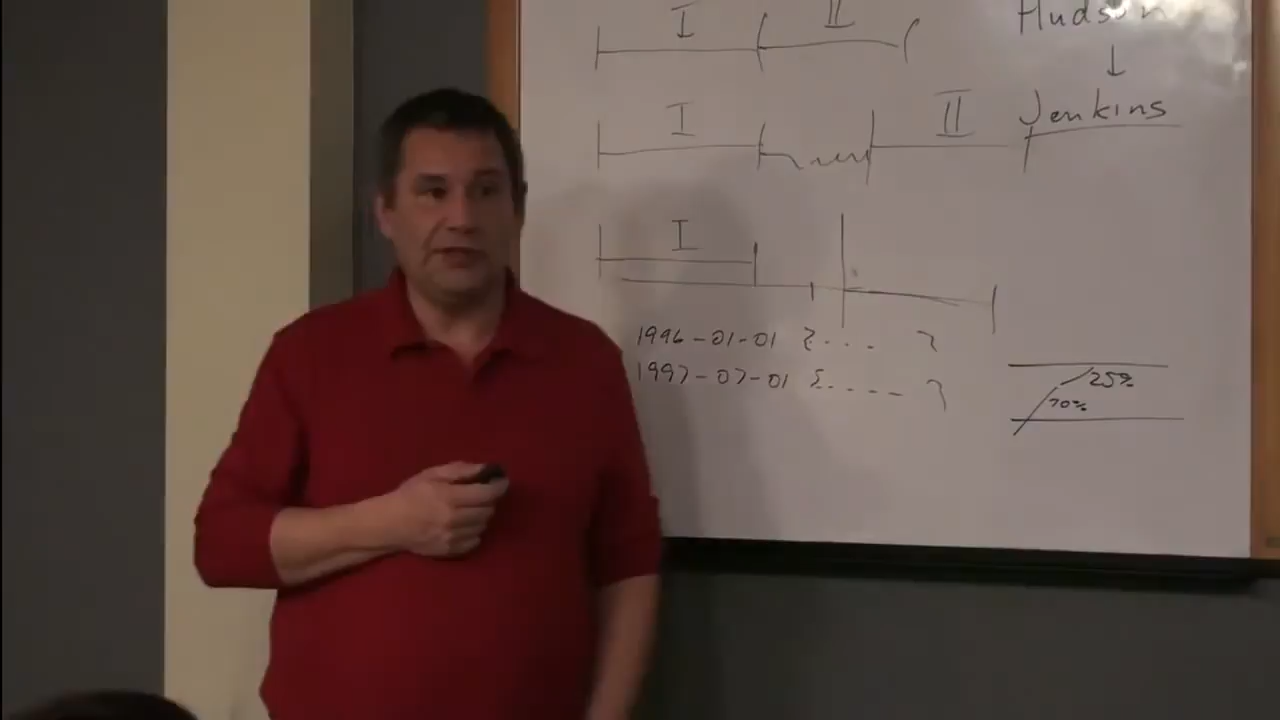 I II Hudson
I II Jenkins
I
1996-01-01 {... }
1997-07-01 {..... }
25%
70%